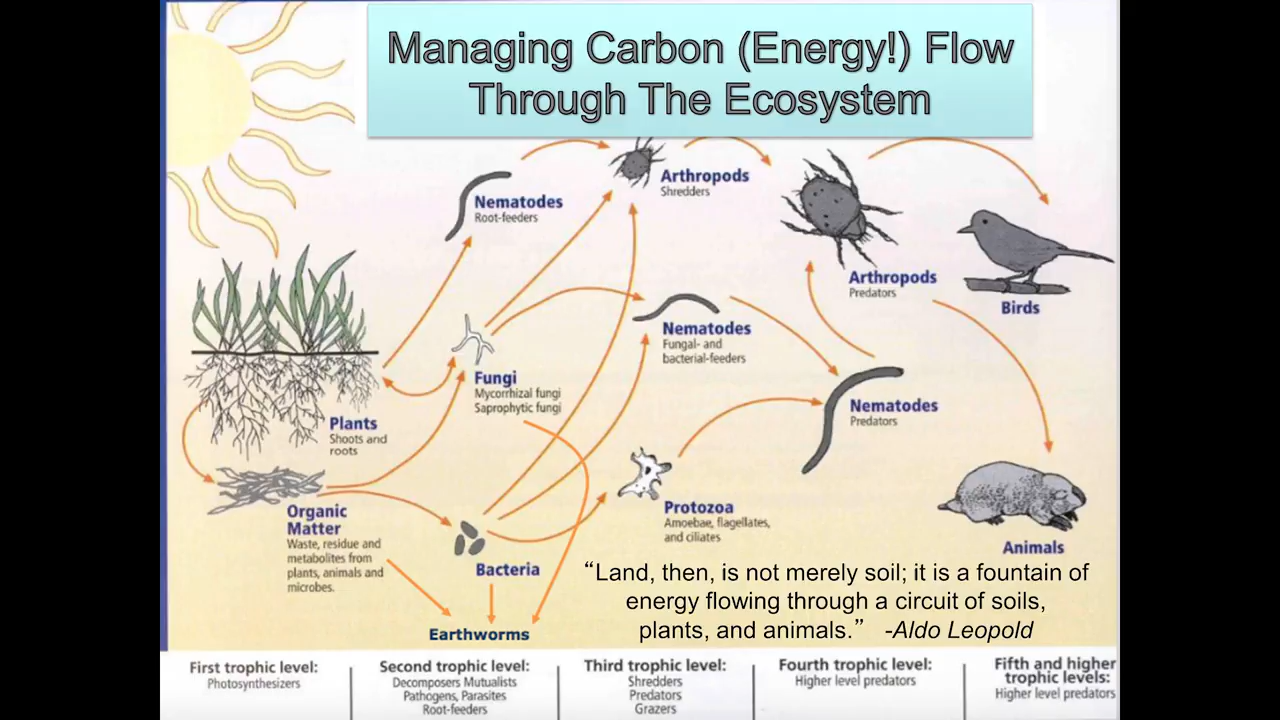 Managing Carbon (Energy!) Flow
Through The Ecosystem
Arthropods
Shredders
Nematodes
Root-feeders
Arthropods
Predators
Birds
Nematodes
Fungal- and
bacterial-feeders
Fungi
Mycorrhizal fungi
Saprophytic fungi
Nematodes
Predators
Plants
Shoots and
roots
Organic
Matter
Waste, residue and
metabolites from
plants, animals and
microbes.
Protozoa
Amoebae, flagellates,
and ciliates
Animals
Bacteria
Earthworms
“Land, then, is not merely soil; it is a fountain of
energy flowing through a circuit of soils,
plants, and animals.” -Aldo Leopold
First trophic level:
Photosynthesizers
Second trophic level:
Decomposers Mutualists
Pathogens, Parasites
Root-feeders
Third trophic level:
Shredders
Predators
Grazers
Fourth trophic level:
Higher level predators
Fifth and higher
trophic levels:
Higher level predators